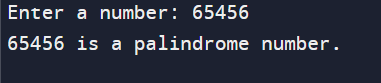 Enter a number: 65456
65456 is a palindrome number.